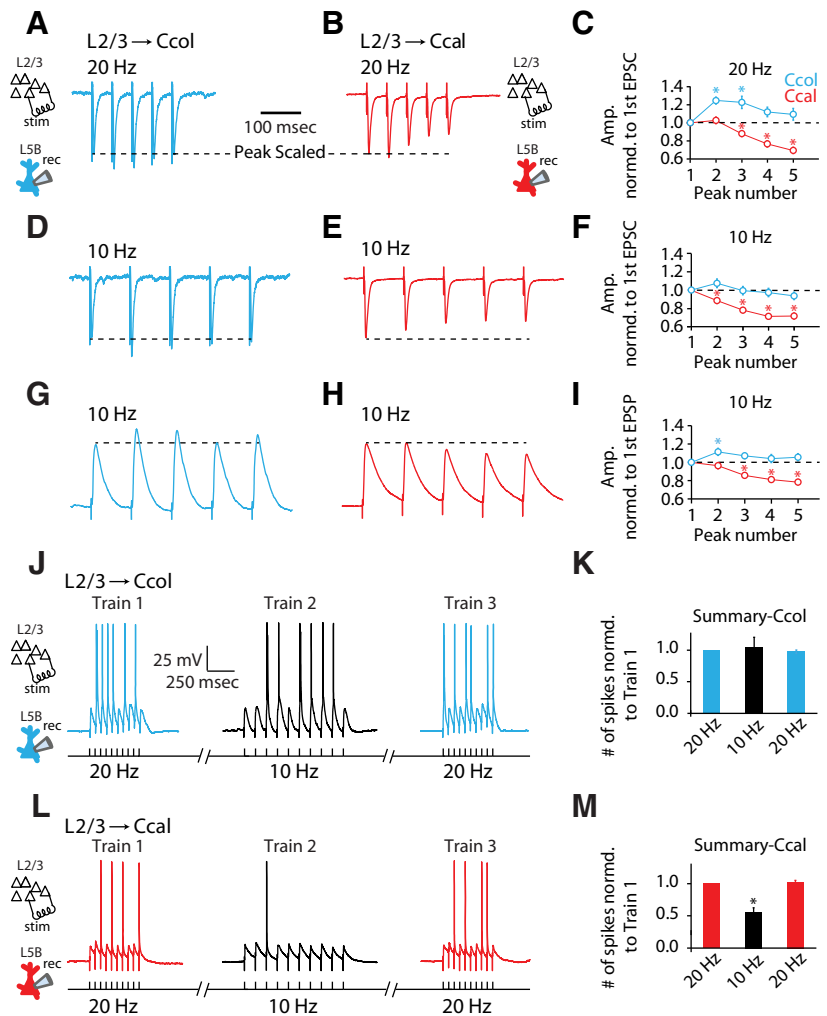 A
L2/3 → Ccol
20 Hz
L2/3
stim
L5B
rec
100 msec
Peak Scaled
B
L2/3 → Ccal
20 Hz
L2/3
stim
L5B
rec
C
20 Hz
Ccol
Ccal
Amp.
normd. to 1st EPSC
1.4
1.2
1.0
0.8
0.6
* *
* * *
1 2 3 4 5
Peak number
D
10 Hz
E
10 Hz
F
10 Hz
Amp.
normd. to 1st EPSC
1.4
1.2
1.0
0.8
0.6
* * * *
1 2 3 4 5
Peak number
G
10 Hz
H
10 Hz
I
10 Hz
Amp.
normd. to 1st EPSP
1.4
1.2
1.0
0.8
0.6
*
* * *
1 2 3 4 5
Peak number
J
L2/3 → Ccol
Train 1
Train 2
Train 3
L2/3
stim
L5B
rec
25 mV
250 msec
20 Hz
10 Hz
20 Hz
K
Summary-Ccol
# of spikes normd.
to Train 1
1.0
0.5
0.0
20 Hz
10 Hz
20 Hz
L
L2/3 → Ccal
Train 1
Train 2
Train 3
L2/3
stim
L5B
rec
20 Hz
10 Hz
20 Hz
M
Summary-Ccal
# of spikes normd.
to Train 1
1.0
0.5
0.0
*
20 Hz
10 Hz
20 Hz